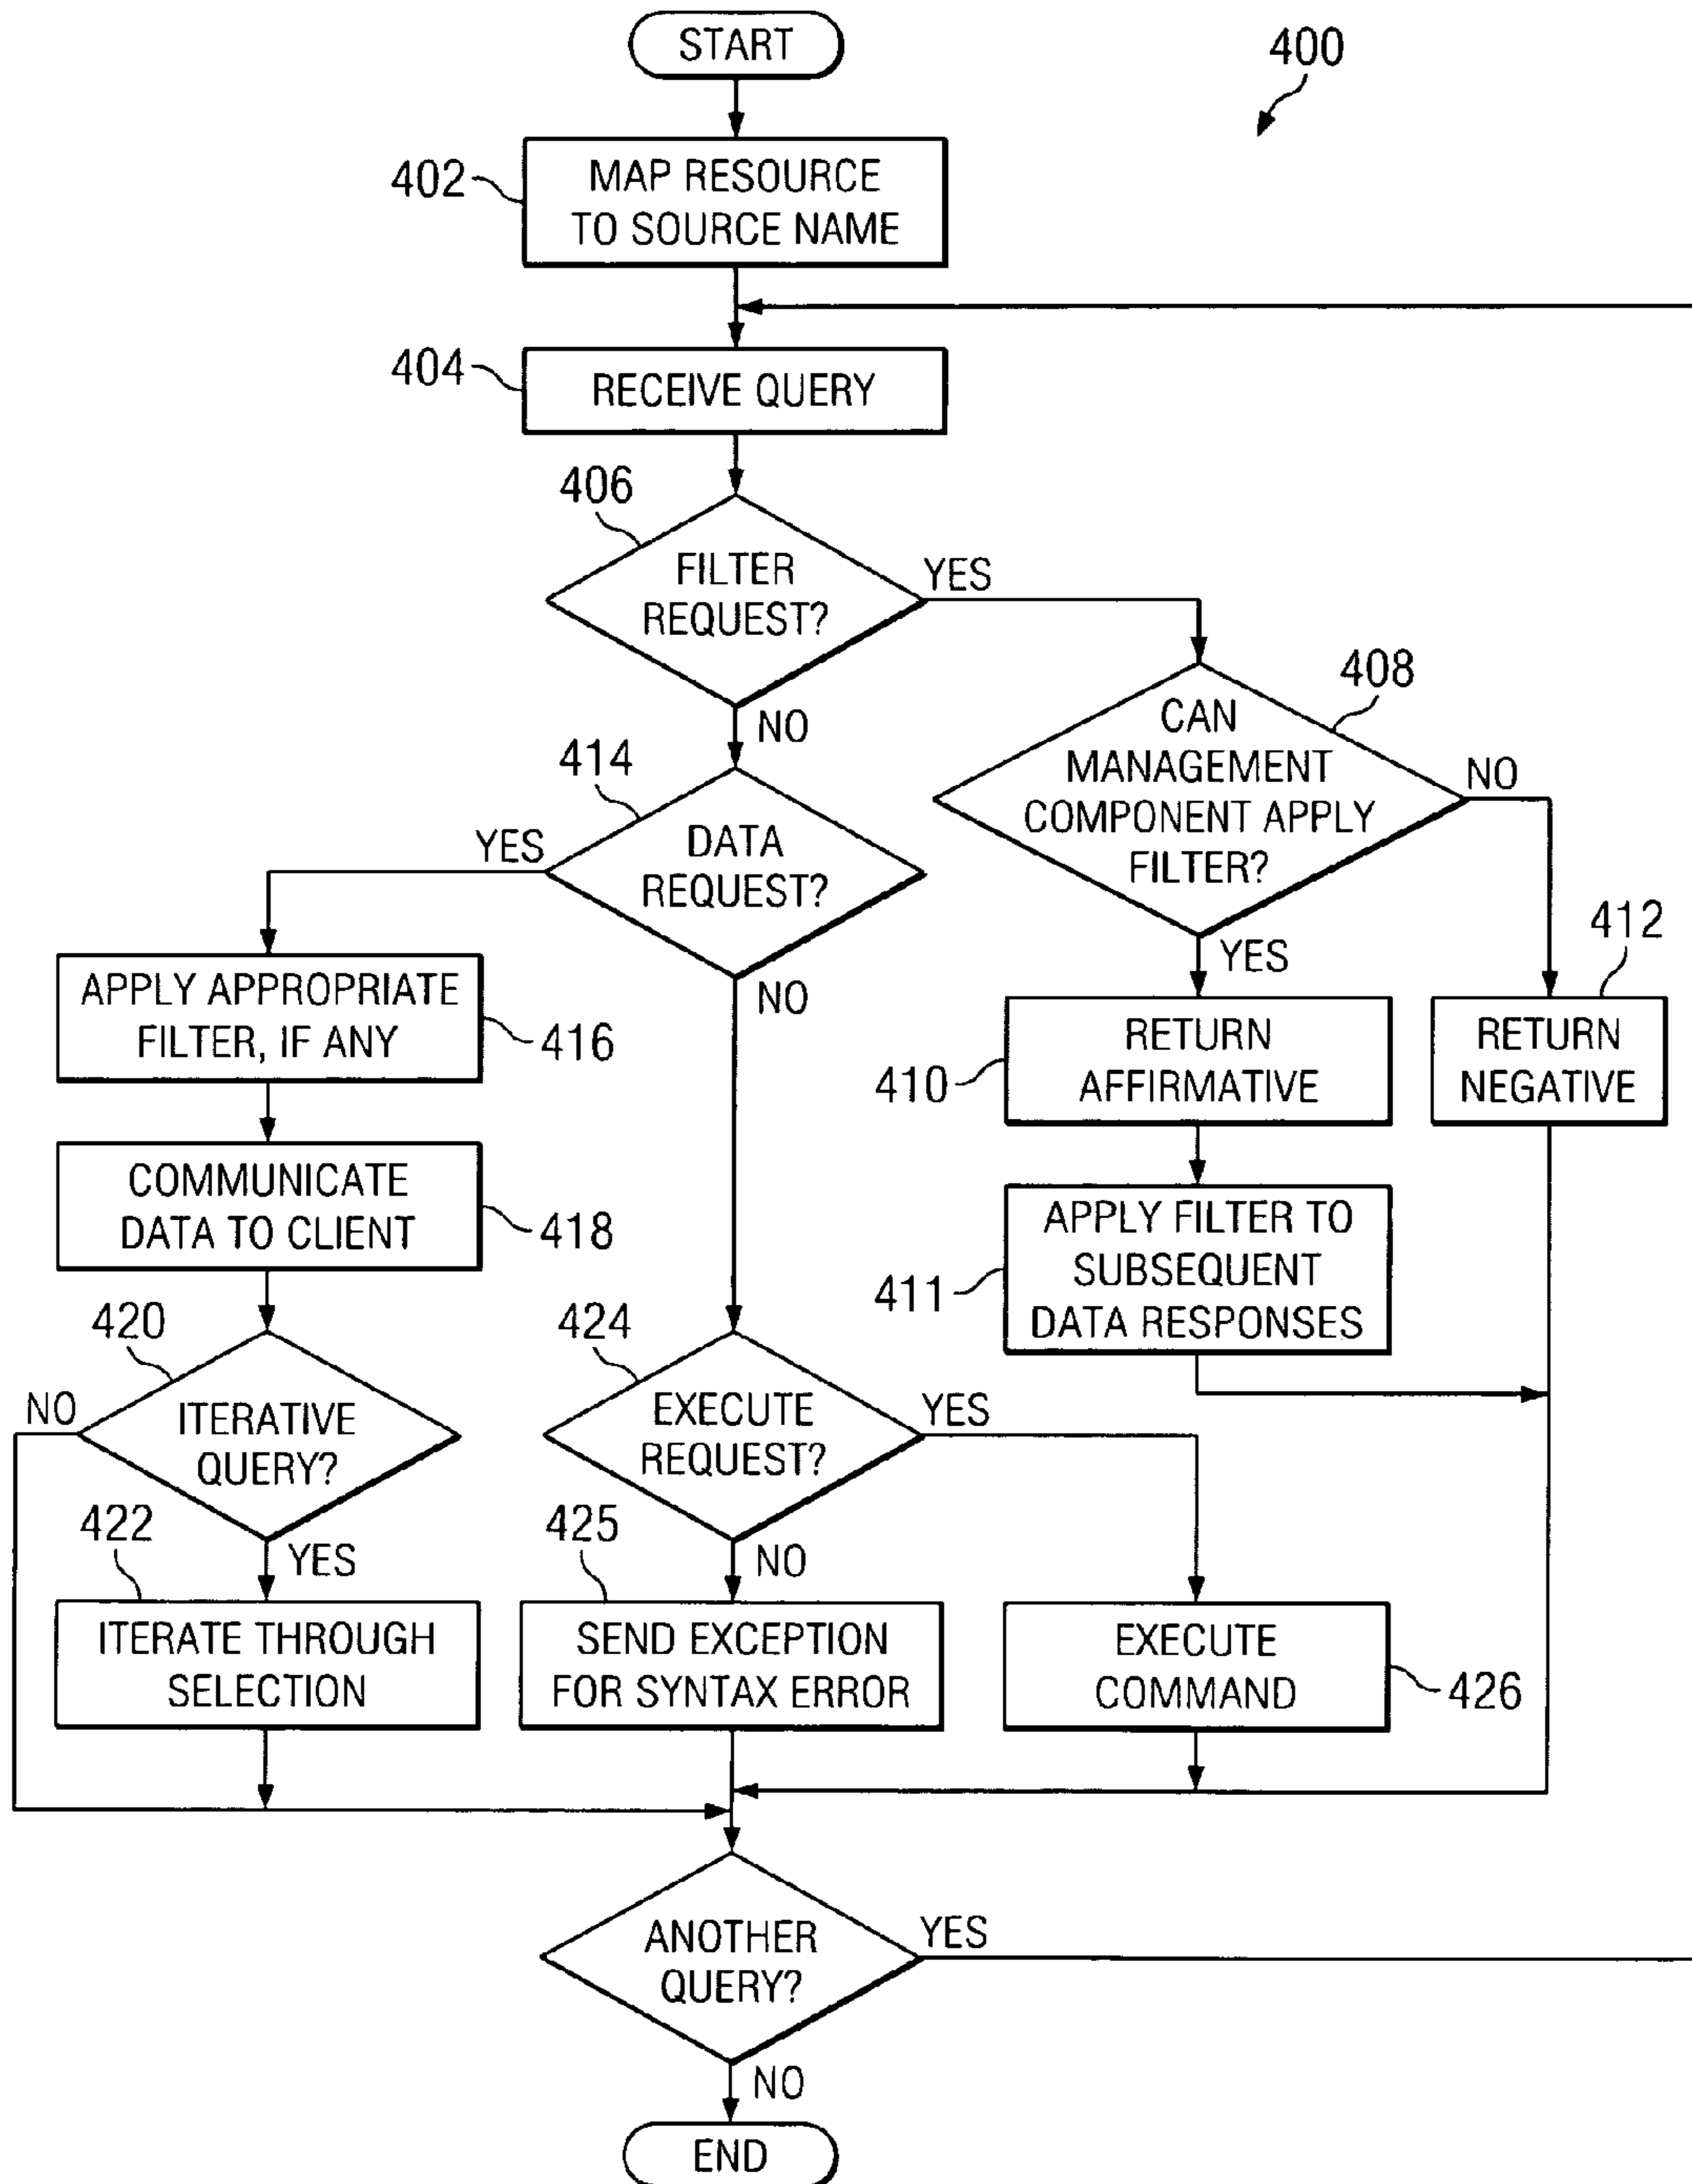 START
400
402
MAP RESOURCE
TO SOURCE NAME
404
RECEIVE QUERY
406
FILTER
REQUEST?
YES
NO
408
CAN
MANAGEMENT
COMPONENT APPLY
FILTER?
NO
YES
414
DATA
REQUEST?
YES
NO
412
RETURN
NEGATIVE
410
RETURN
AFFIRMATIVE
411
APPLY FILTER TO
SUBSEQUENT
DATA RESPONSES
APPLY APPROPRIATE
FILTER, IF ANY
416
COMMUNICATE
DATA TO CLIENT
418
420
ITERATIVE
QUERY?
NO
YES
422
ITERATE THROUGH
SELECTION
424
EXECUTE
REQUEST?
YES
NO
425
SEND EXCEPTION
FOR SYNTAX ERROR
EXECUTE
COMMAND
426
ANOTHER
QUERY?
YES
NO
END